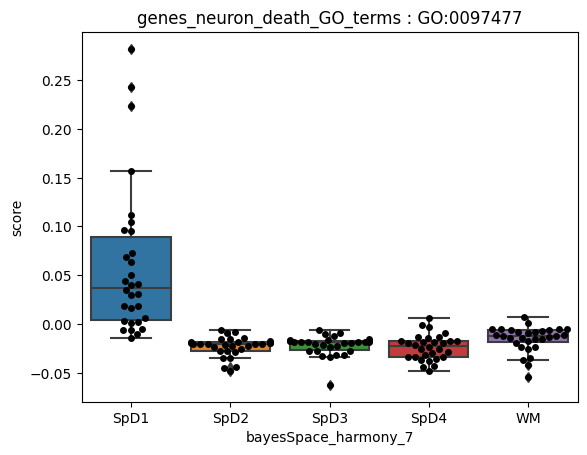 genes_neuron_death_GO_terms : GO:0097477
score
0.25
0.20
0.15
0.10
0.05
0.00
−0.05
SpD1 SpD2 SpD3 SpD4 WM
bayesSpace_harmony_7